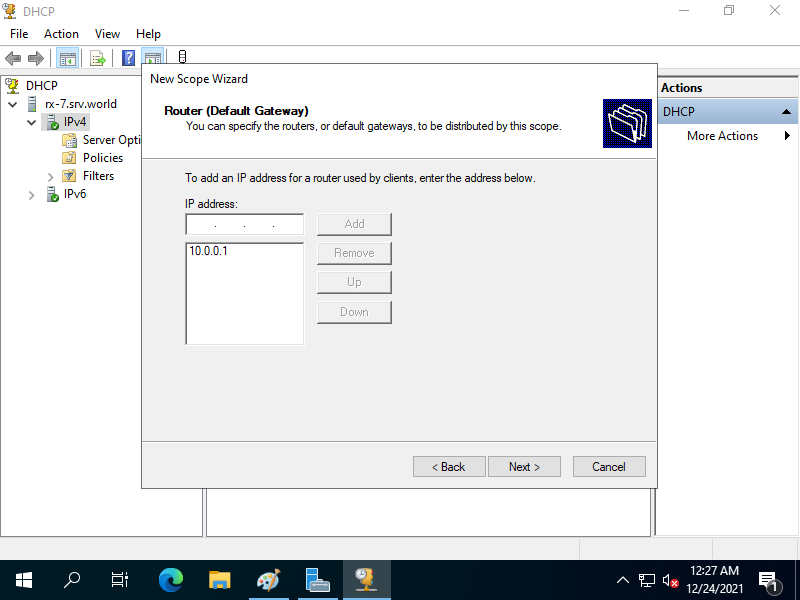 DHCP
File Action View Help
DHCP
rx-7.srv.world
IPv4
Server Opti
Policies
Filters
IPv6
New Scope Wizard
Router (Default Gateway)
You can specify the routers, or default gateways, to be distributed by this scope.
To add an IP address for a router used by clients, enter the address below.
IP address:
. . .
Add
10.0.0.1
Remove
Up
Down
< Back
Next >
Cancel
Actions
DHCP
More Actions
12:27 AM
12/24/2021
1